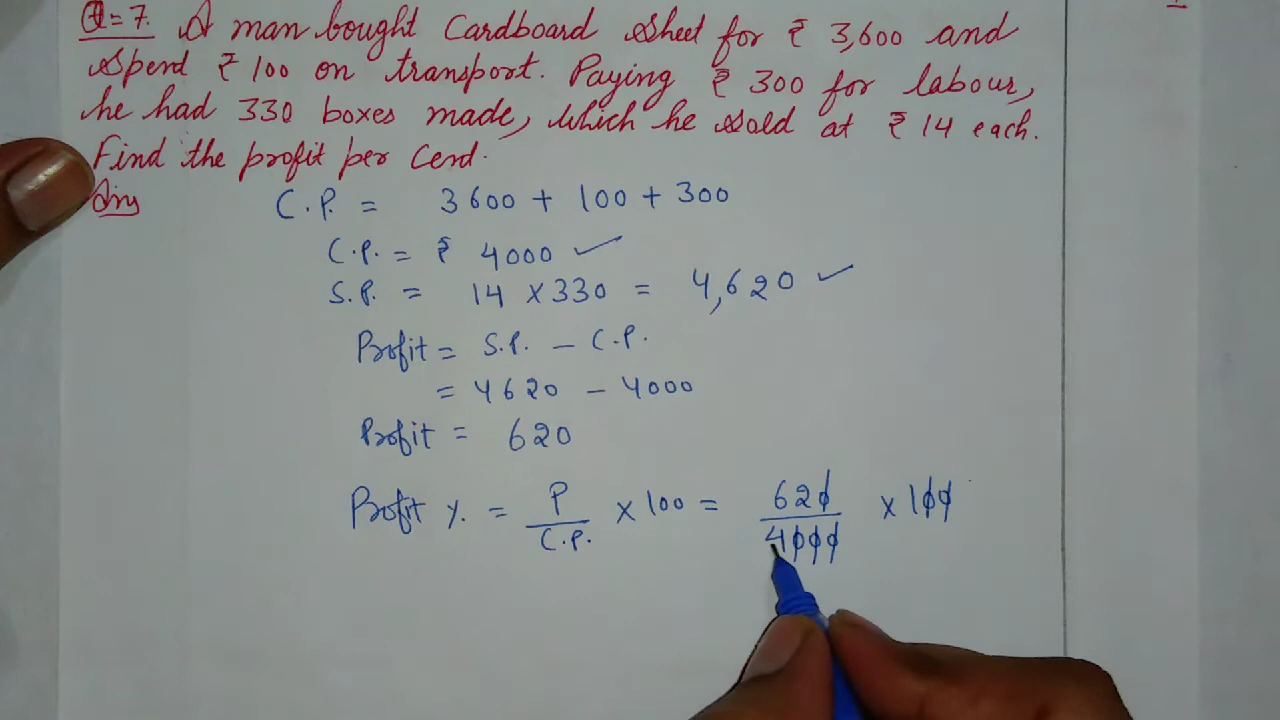 Q=7. A man bought Cardboard Sheet for ₹ 3,600 and
Spend ₹ 100 on transport. Paying ₹ 300 for labour,
he had 330 boxes made, which he sold at ₹ 14 each.
Find the profit per Cend.
Ans
C.P. = 3600 + 100 + 300
C.P. = ₹ 4000 ✓
S.P. = 14 × 330 = 4,620 ✓
Profit = S.P. – C.P.
= 4620 – 4000
Profit = 620
Profit %. = P/C.P. × 100 = 620/4000 × 100